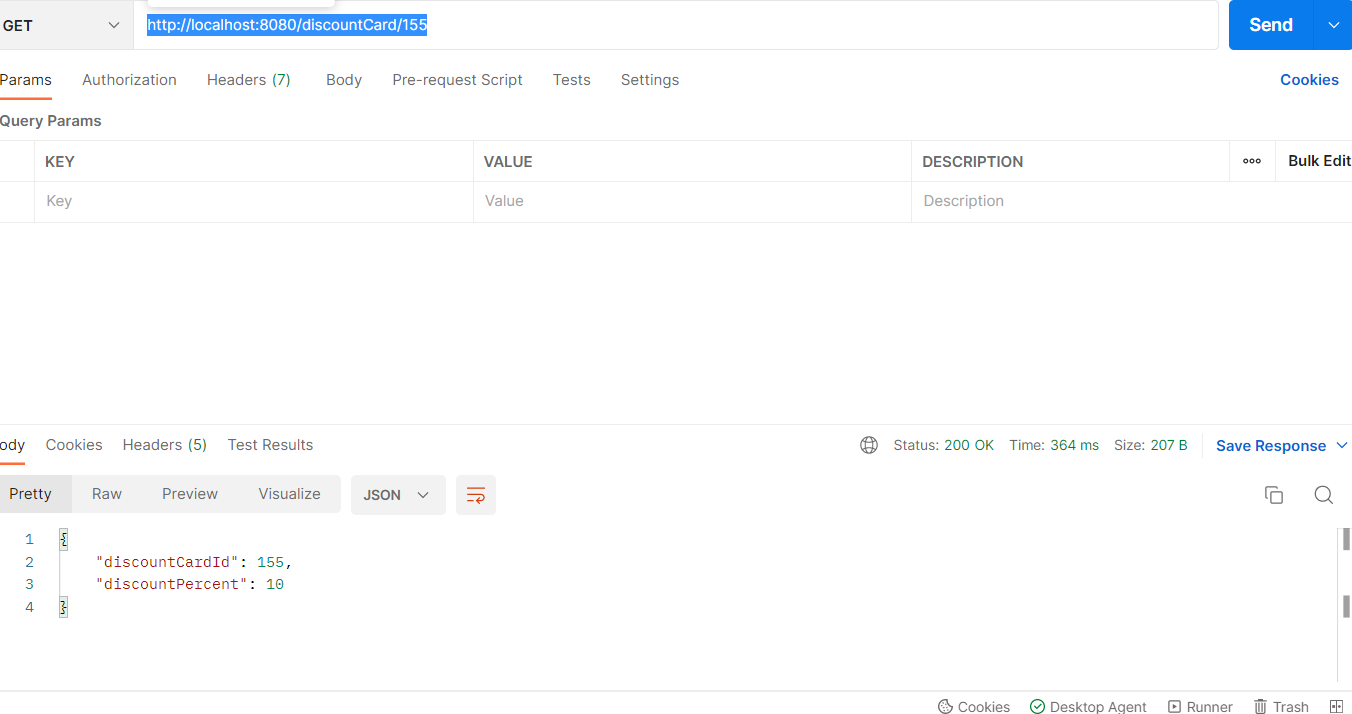 GET http://localhost:8080/discountCard/155 Send
Params Authorization Headers (7) Body Pre-request Script Tests Settings Cookies
Query Params
KEY VALUE DESCRIPTION ooo Bulk Edit
Key Value Description
ody Cookies Headers (5) Test Results Status: 200 OK Time: 364 ms Size: 207 B Save Response
Pretty Raw Preview Visualize JSON
1 {
2 "discountCardId": 155,
3 "discountPercent": 10
4 }
Cookies Desktop Agent Runner Trash